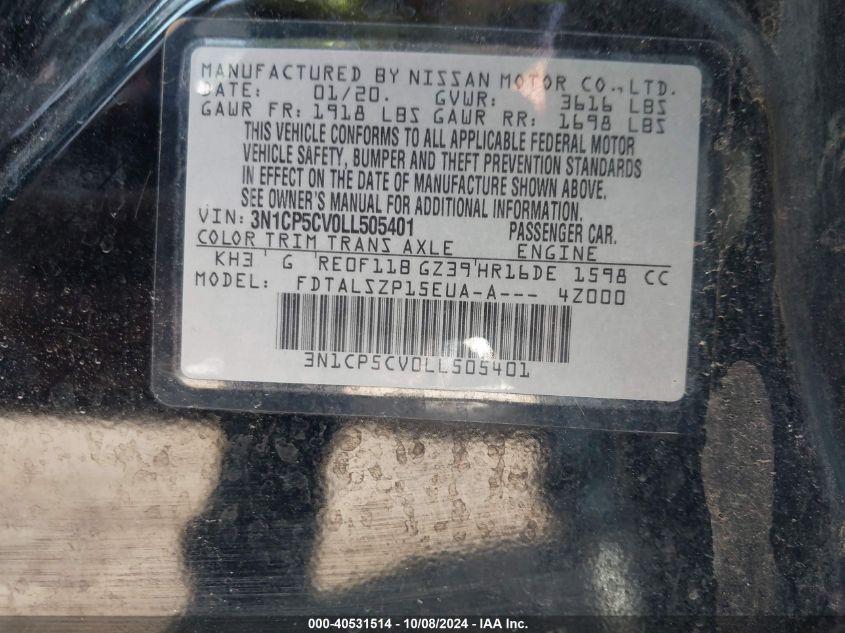 MANUFACTURED BY NISSAN MOTOR CO., LTD.
DATE: 01/20. GVWR: 3616 LBS
GAWR FR: 1918 LBS GAWR RR: 1698 LBS
THIS VEHICLE CONFORMS TO ALL APPLICABLE FEDERAL MOTOR
VEHICLE SAFETY, BUMPER AND THEFT PREVENTION STANDARDS
IN EFFECT ON THE DATE OF MANUFACTURE SHOWN ABOVE.
SEE OWNER'S MANUAL FOR ADDITIONAL INFORMATION.
VIN: 3N1CP5CV0LL505401 PASSENGER CAR.
COLOR TRIM TRANS AXLE ENGINE
KH3 G RE0F11B GZ39 HR16DE 1598 CC
MODEL: FDTALSZP15EUA-A--- 4Z000
3N1CP5CV0LL505401
000-40531514 - 10/08/2024 - IAA Inc.